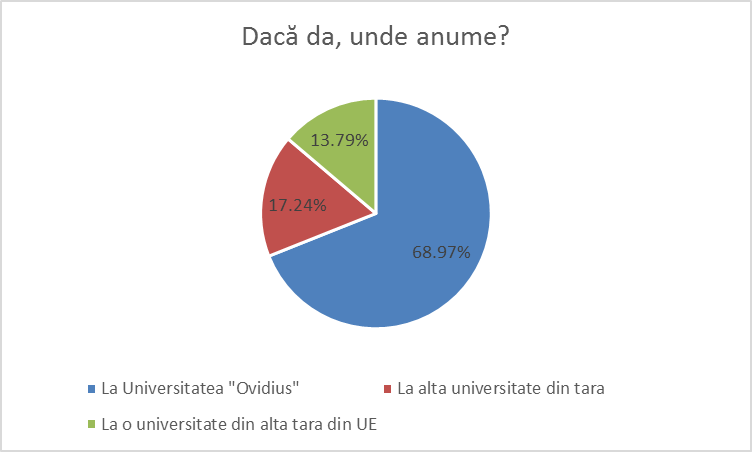 Dacă da, unde anume?
13.79%
17.24%
68.97%
La Universitatea "Ovidius"
La alta universitate din tara
La o universitate din alta tara din UE